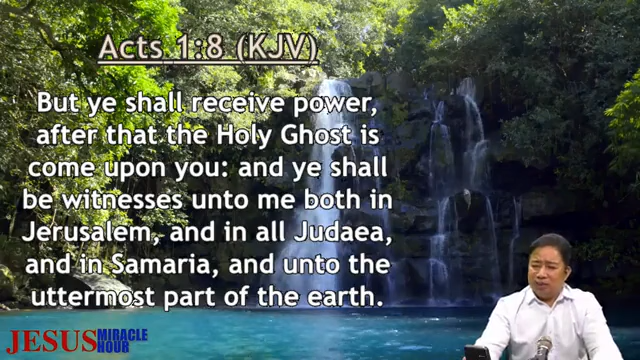 Acts 1:8 (KJV)
But ye shall receive power,
after that the Holy Ghost is
come upon you: and ye shall
be witnesses unto me both in
Jerusalem, and in all Judaea,
and in Samaria, and unto the
uttermost part of the earth.
JESUS MIRACLE
HOUR